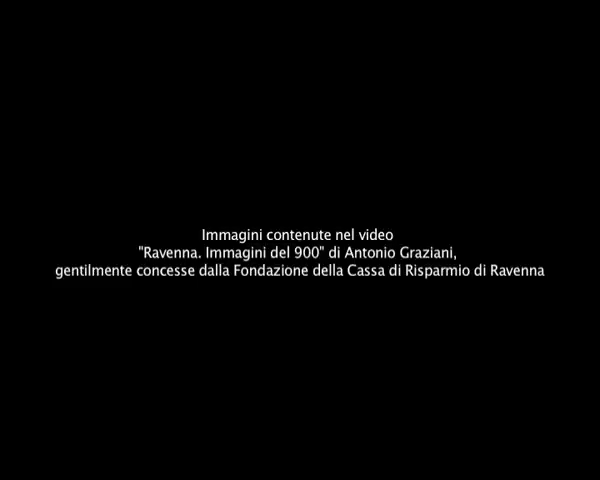 Immagini contenute nel video
"Ravenna. Immagini del 900" di Antonio Graziani,
gentilmente concesse dalla Fondazione della Cassa di Risparmio di Ravenna